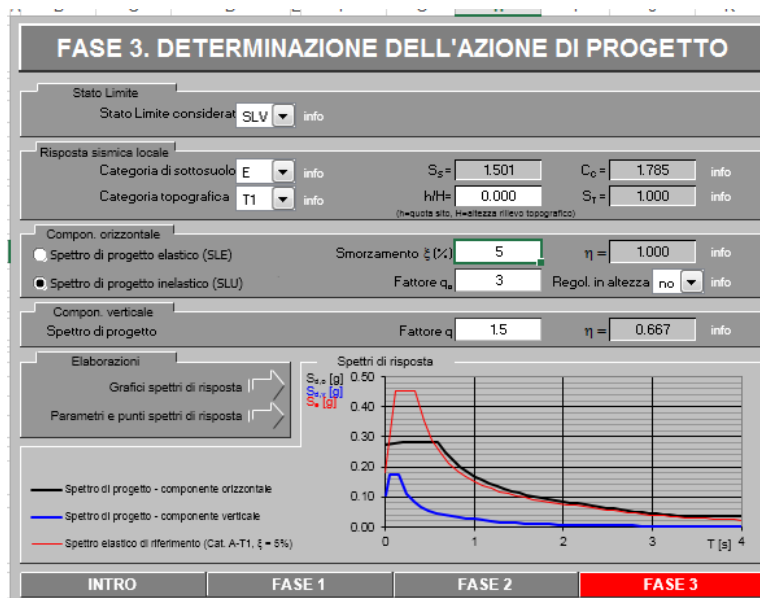 FASE 3. DETERMINAZIONE DELL'AZIONE DI PROGETTO
Stato Limite
Stato Limite considerat SLV info
Risposta sismica locale
Categoria di sottosuolo E info Ss = 1.501 Cc = 1.785 info
Categoria topografica T1 info h/H= 0.000 ST = 1.000 info
(h=quota sito, H=altezza rilievo topografico)
Compon. orizzontale
Spettro di progetto elastico (SLE) Smorzamento ξ (%) 5 η = 1.000 info
Spettro di progetto inelastico (SLU) Fattore qo 3 Regol. in altezza no info
Compon. verticale
Spettro di progetto Fattore q 1.5 η = 0.667 info
Elaborazioni
Grafici spettri di risposta
Parametri e punti spettri di risposta
Spettri di risposta
Sd,o [g]
Sd,v [g]
Se [g]
0.50
0.40
0.30
0.20
0.10
0.00
0 1 2 3 T [s] 4
Spettro di progetto - componente orizzontale
Spettro di progetto - componente verticale
Spettro elastico di riferimento (Cat. A-T1, ξ = 5%)
INTRO FASE 1 FASE 2 FASE 3